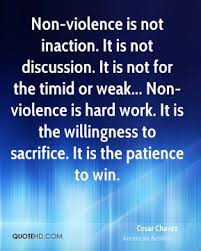 Non-violence is not
inaction. It is not
discussion. It is not for
the timid or weak... Non-
violence is hard work. It is
the willingness to
sacrifice. It is the patience
to win.
Cesar Chavez
American Activist
QUOTEHD.COM